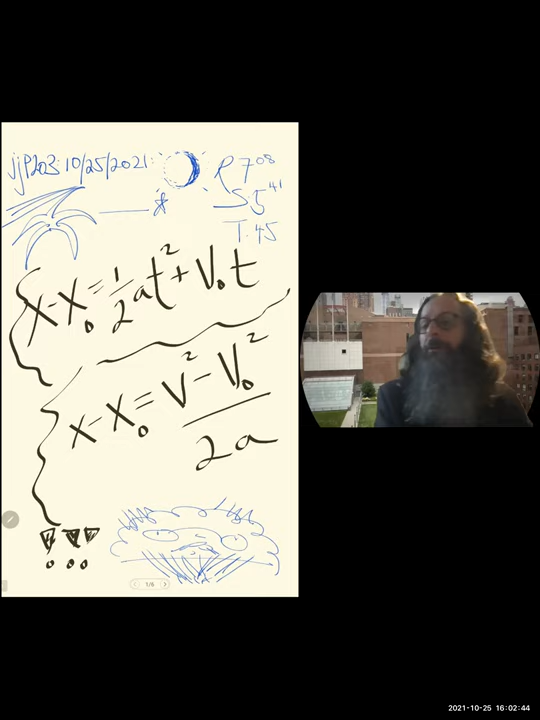 jjP203:10/25/2021:
R 7⁰⁸
S:5⁴¹
T:45
x-x₀=1/2at²+v₀t
x-x₀=v²-v₀²/2a
1/6
2021-10-25 16:02:44